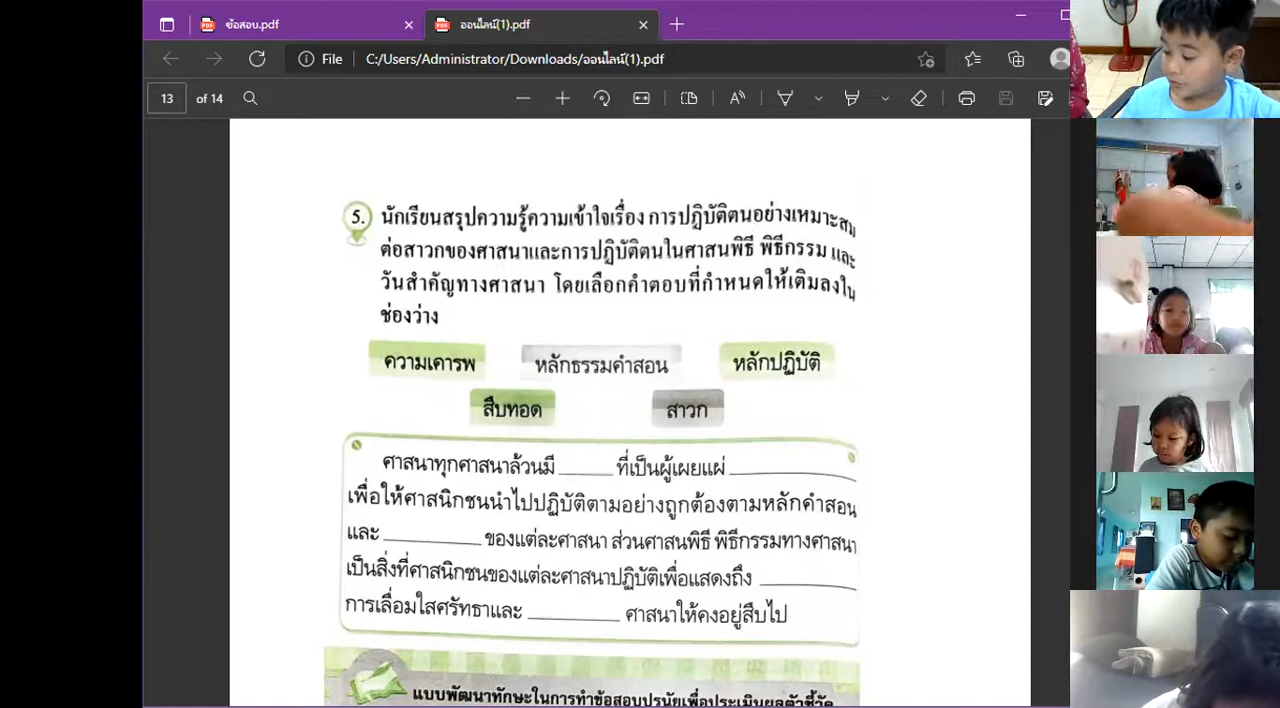 ข้อสอบ.pdf
ออนไลน์(1).pdf
File C:/Users/Administrator/Downloads/ออนไลน์(1).pdf
13 of 14
5. นักเรียนสรุปความรู้ความเข้าใจเรื่อง การปฏิบัติตนอย่างเหมาะสม
ต่อสาวกของศาสนาและการปฏิบัติตนในศาสนพิธี พิธีกรรม และ
วันสำคัญทางศาสนา โดยเลือกคำตอบที่กำหนดให้เติมลงใน
ช่องว่าง
ความเคารพ หลักธรรมคำสอน หลักปฏิบัติ
สืบทอด สาวก
ศาสนาทุกศาสนาล้วนมี ______ ที่เป็นผู้เผยแผ่ ______________
เพื่อให้ศาสนิกชนนำไปปฏิบัติตามอย่างถูกต้องตามหลักคำสอน
และ ___________ ของแต่ละศาสนา ส่วนศาสนพิธี พิธีกรรมทางศาสนา
เป็นสิ่งที่ศาสนิกชนของแต่ละศาสนาปฏิบัติเพื่อแสดงถึง ___________
การเลื่อมใสศรัทธาและ ___________ ศาสนาให้คงอยู่สืบไป
แบบพัฒนาทักษะในการทำข้อสอบปรนัยเพื่อประเมินผลตัวชี้วัด